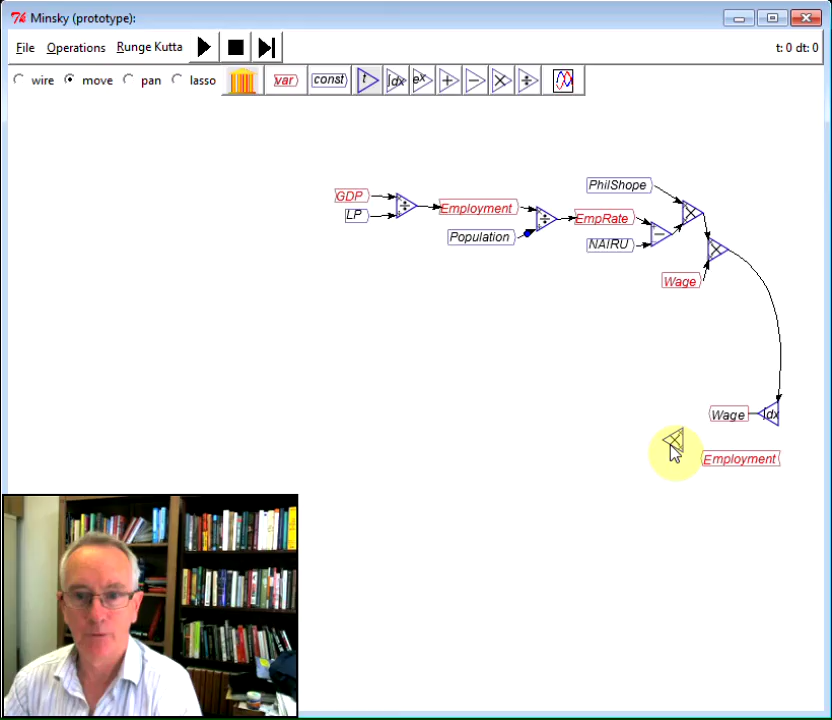 Minsky (prototype):
File Operations Runge Kutta t: 0 dt: 0
wire move pan lasso var const t ∫dx eˣ + − × ÷
PhilShope
GDP
LP
÷
Employment
Population
÷
EmpRate
NAIRU
−
×
×
Wage
Wage
∫dx
×
Employment